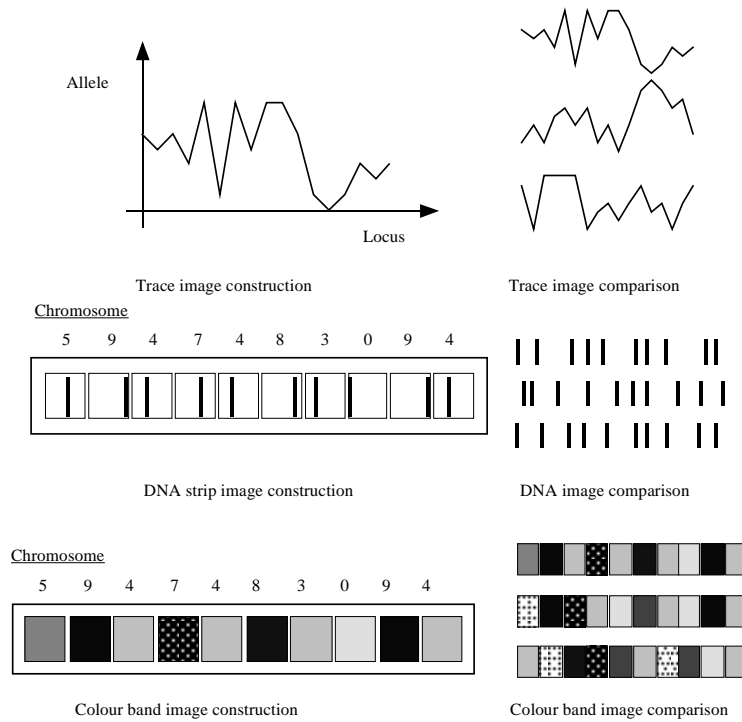 Allele
Locus
Trace image construction
Trace image comparison
Chromosome
5 9 4 7 4 8 3 0 9 4
DNA strip image construction
DNA image comparison
Chromosome
5 9 4 7 4 8 3 0 9 4
Colour band image construction
Colour band image comparison